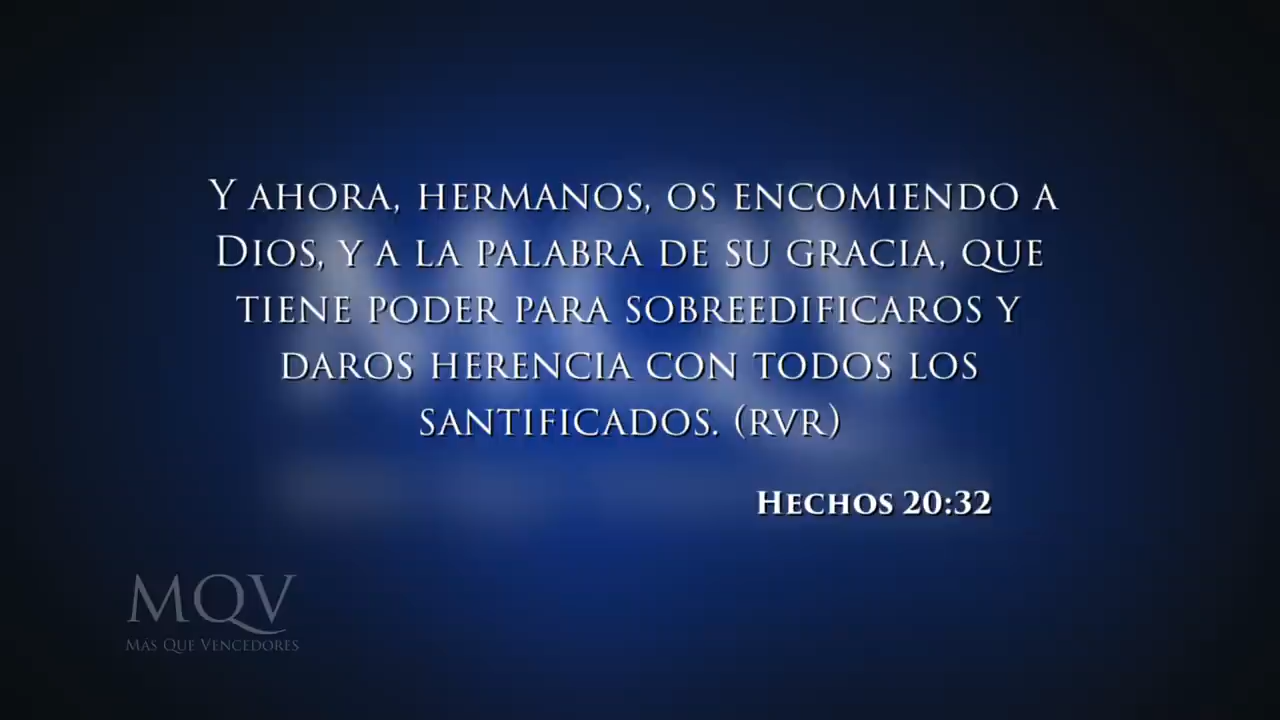 Y AHORA, HERMANOS, OS ENCOMIENDO A
DIOS, Y A LA PALABRA DE SU GRACIA, QUE
TIENE PODER PARA SOBREEDIFICAROS Y
DAROS HERENCIA CON TODOS LOS
SANTIFICADOS. (RVR)
HECHOS 20:32
MQV
MÁS QUE VENCEDORES